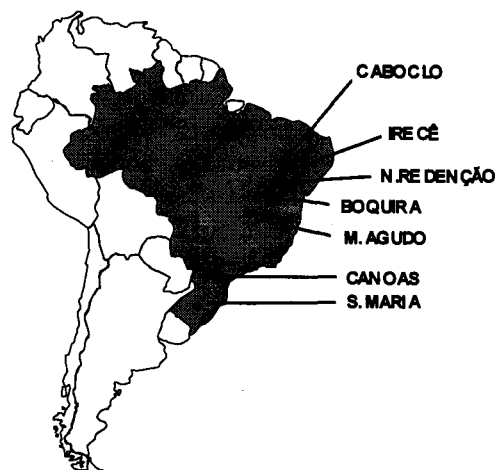 CABOCLO
IRECÊ
N.REDENÇÃO
BOQUIRA
M.AGUDO
CANOAS
S.MARIA